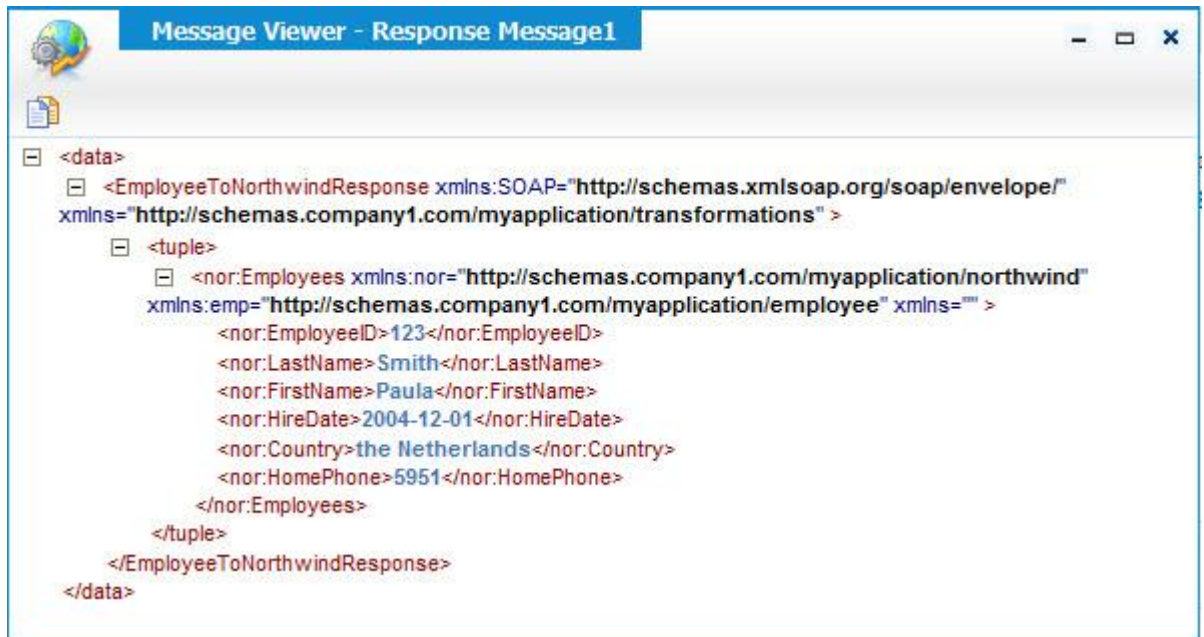 Message Viewer - Response Message1
<data>
<EmployeeToNorthwindResponse xmlns:SOAP="http://schemas.xmlsoap.org/soap/envelope/"
xmlns="http://schemas.company1.com/myapplication/transformations" >
<tuple>
<nor:Employees xmlns:nor="http://schemas.company1.com/myapplication/northwind"
xmlns:emp="http://schemas.company1.com/myapplication/employee" xmlns="" >
<nor:EmployeeID>123</nor:EmployeeID>
<nor:LastName>Smith</nor:LastName>
<nor:FirstName>Paula</nor:FirstName>
<nor:HireDate>2004-12-01</nor:HireDate>
<nor:Country>the Netherlands</nor:Country>
<nor:HomePhone>5951</nor:HomePhone>
</nor:Employees>
</tuple>
</EmployeeToNorthwindResponse>
</data>